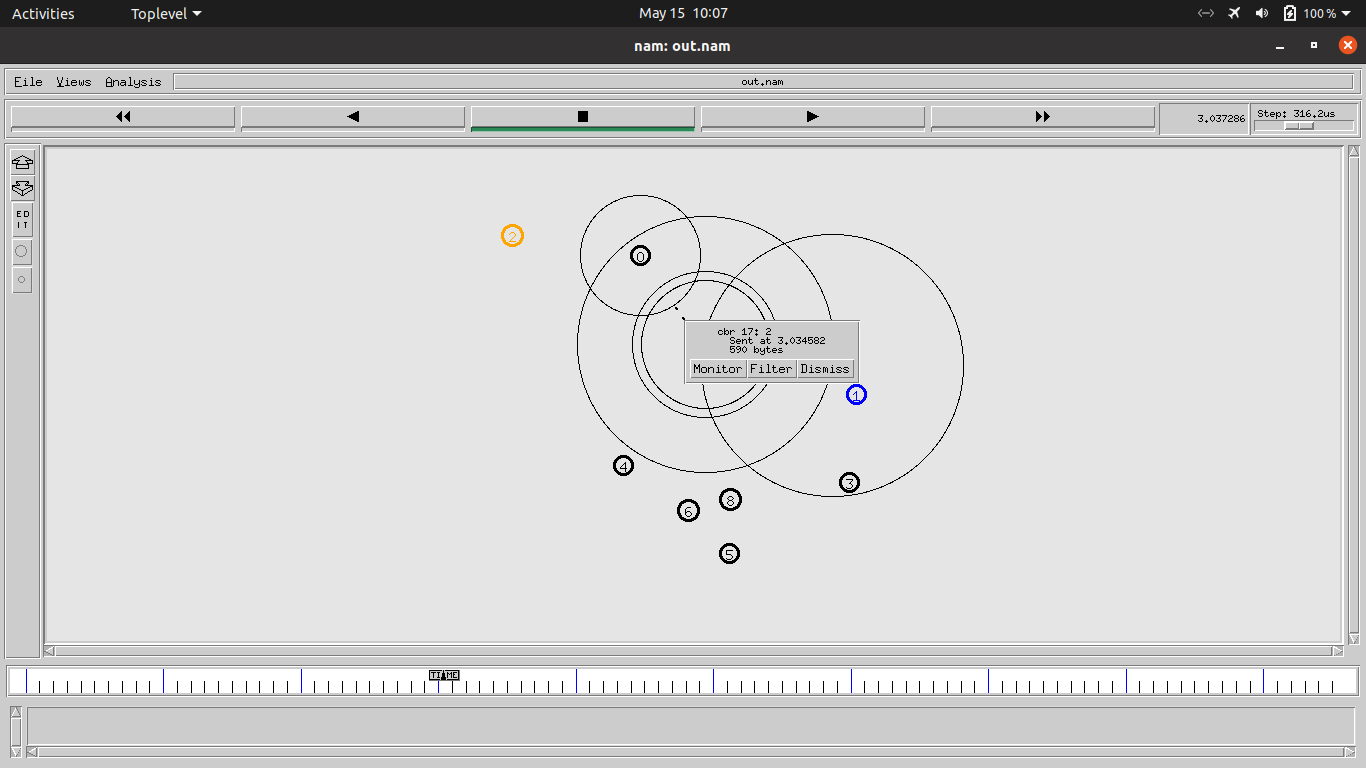 Activities Toplevel May 15 10:07 100 %
nam: out.nam
File Views Analysis out.nam
3.037286 Step: 316.2us
ED
IT
2
0
cbr 17: 2
Sent at 3.034582
590 bytes
Monitor Filter Dismiss
1
4
3
8
6
5
TIME